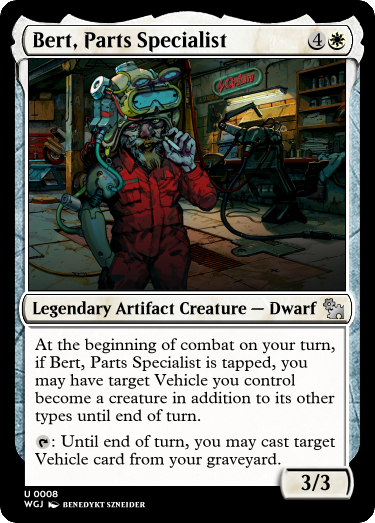 Bert, Parts Specialist
4
Legendary Artifact Creature — Dwarf
At the beginning of combat on your turn,
if Bert, Parts Specialist is tapped, you
may have target Vehicle you control
become a creature in addition to its other
types until end of turn.
: Until end of turn, you may cast target
Vehicle card from your graveyard.
3/3
U 0008
WGJ BENEDYKT SZNEIDER